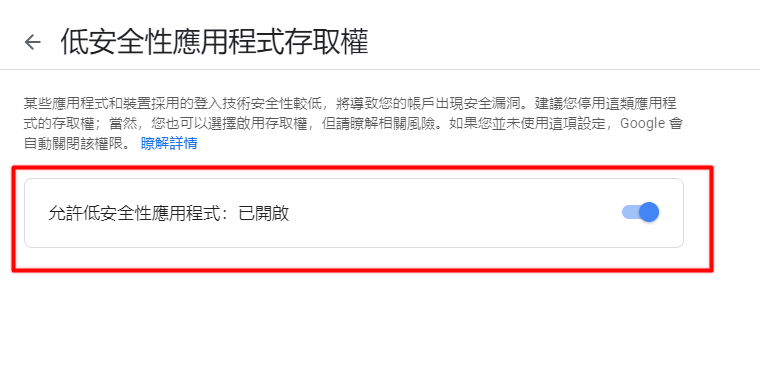 低安全性應用程式存取權
某些應用程式和裝置採用的登入技術安全性較低，將導致您的帳戶出現安全漏洞。建議您停用這類應用程
式的存取權；當然，您也可以選擇啟用存取權，但請瞭解相關風險。如果您並未使用這項設定，Google 會
自動關閉該權限。 瞭解詳情
允許低安全性應用程式：已開啟